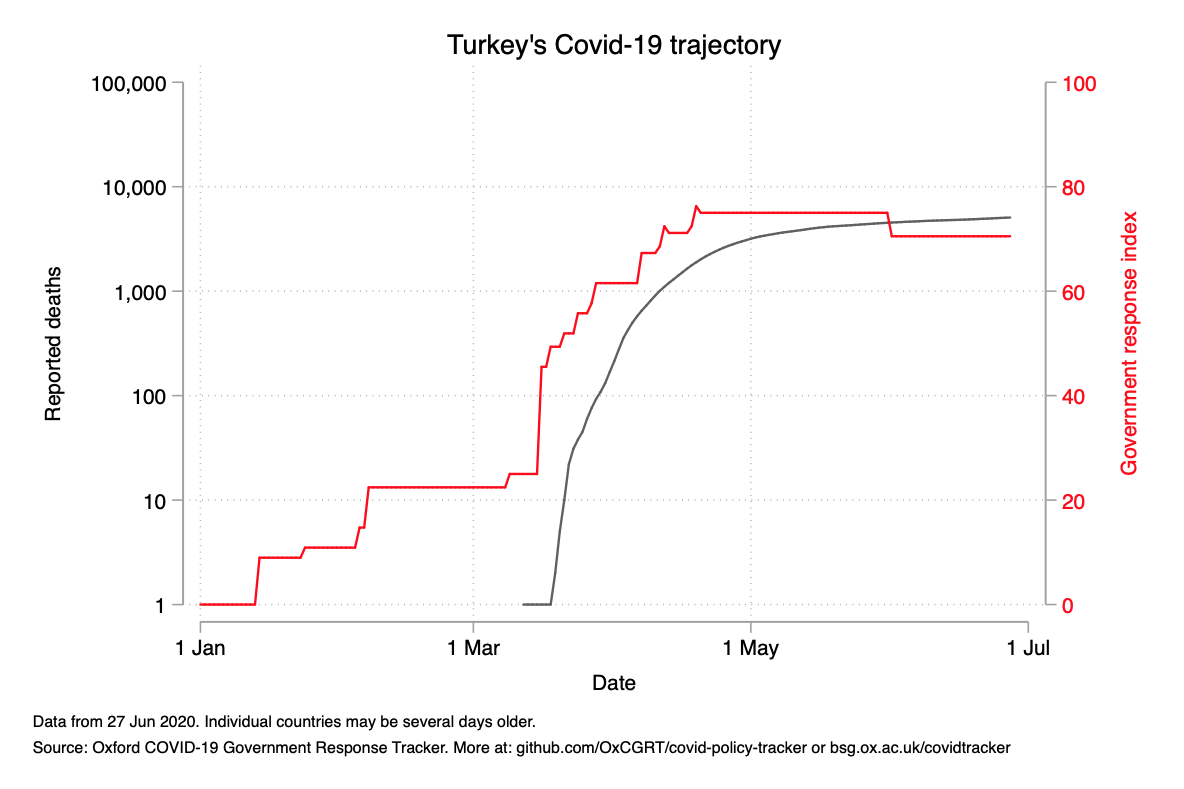 Turkey's Covid-19 trajectory
100,000
10,000
1,000
100
10
1
Reported deaths
100
80
60
40
20
0
Government response index
1 Jan
1 Mar
1 May
1 Jul
Date
Data from 27 Jun 2020. Individual countries may be several days older.
Source: Oxford COVID-19 Government Response Tracker. More at: github.com/OxCGRT/covid-policy-tracker or bsg.ox.ac.uk/covidtracker